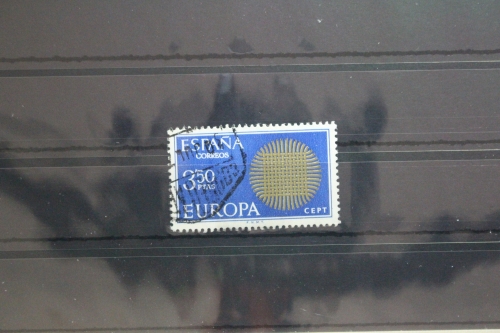 ESPAÑA
CORREOS
3'50
PTAS
EUROPA CEPT